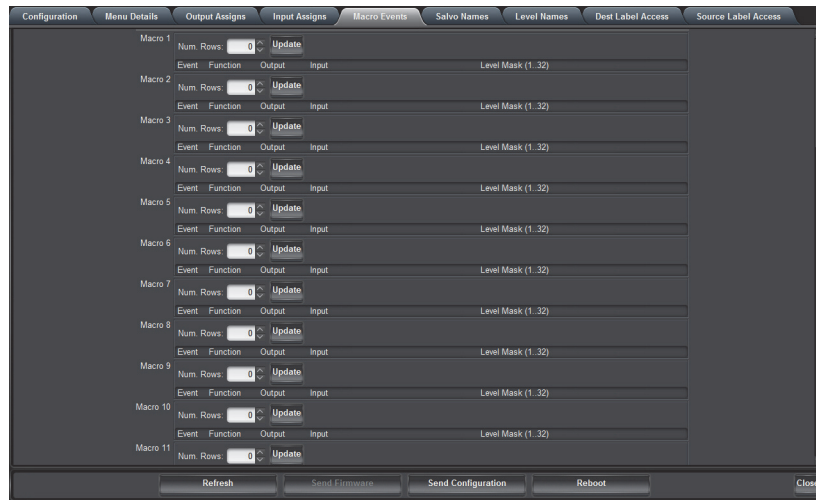 Configuration Menu Details Output Assigns Input Assigns Macro Events Salvo Names Level Names Dest Label Access Source Label Access
Macro 1 Num. Rows: 0 Update
Event Function Output Input Level Mask (1..32)
Macro 2 Num. Rows: 0 Update
Event Function Output Input Level Mask (1..32)
Macro 3 Num. Rows: 0 Update
Event Function Output Input Level Mask (1..32)
Macro 4 Num. Rows: 0 Update
Event Function Output Input Level Mask (1..32)
Macro 5 Num. Rows: 0 Update
Event Function Output Input Level Mask (1..32)
Macro 6 Num. Rows: 0 Update
Event Function Output Input Level Mask (1..32)
Macro 7 Num. Rows: 0 Update
Event Function Output Input Level Mask (1..32)
Macro 8 Num. Rows: 0 Update
Event Function Output Input Level Mask (1..32)
Macro 9 Num. Rows: 0 Update
Event Function Output Input Level Mask (1..32)
Macro 10 Num. Rows: 0 Update
Event Function Output Input Level Mask (1..32)
Macro 11 Num. Rows: 0 Update
Refresh Send Firmware Send Configuration Reboot Close